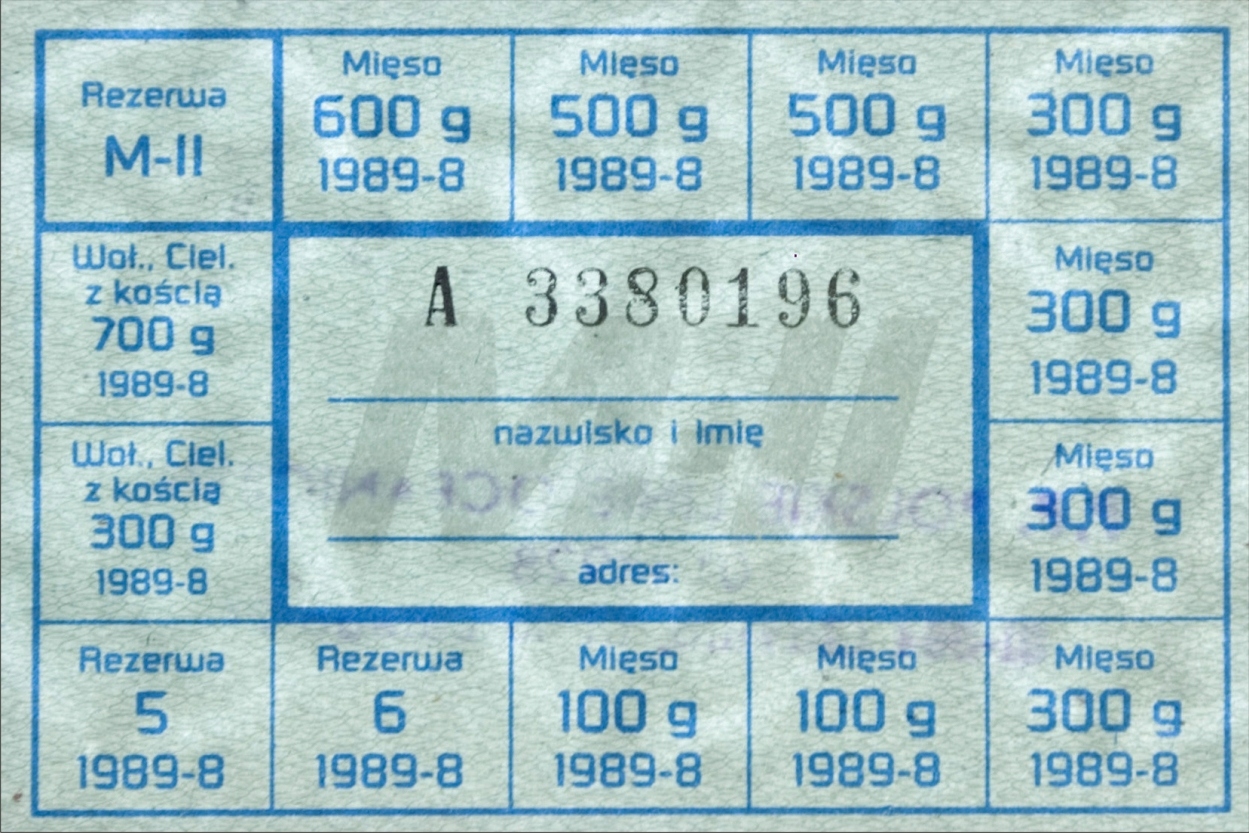 Rezerwa
M-II
Mięso
600 g
1989-8
Mięso
500 g
1989-8
Mięso
500 g
1989-8
Mięso
300 g
1989-8
Woł., Ciel.
z kością
700 g
1989-8
A 3380196
M-II
nazwisko i imię
adres:
Mięso
300 g
1989-8
Woł., Ciel.
z kością
300 g
1989-8
Mięso
300 g
1989-8
Rezerwa
5
1989-8
Rezerwa
6
1989-8
Mięso
100 g
1989-8
Mięso
100 g
1989-8
Mięso
300 g
1989-8